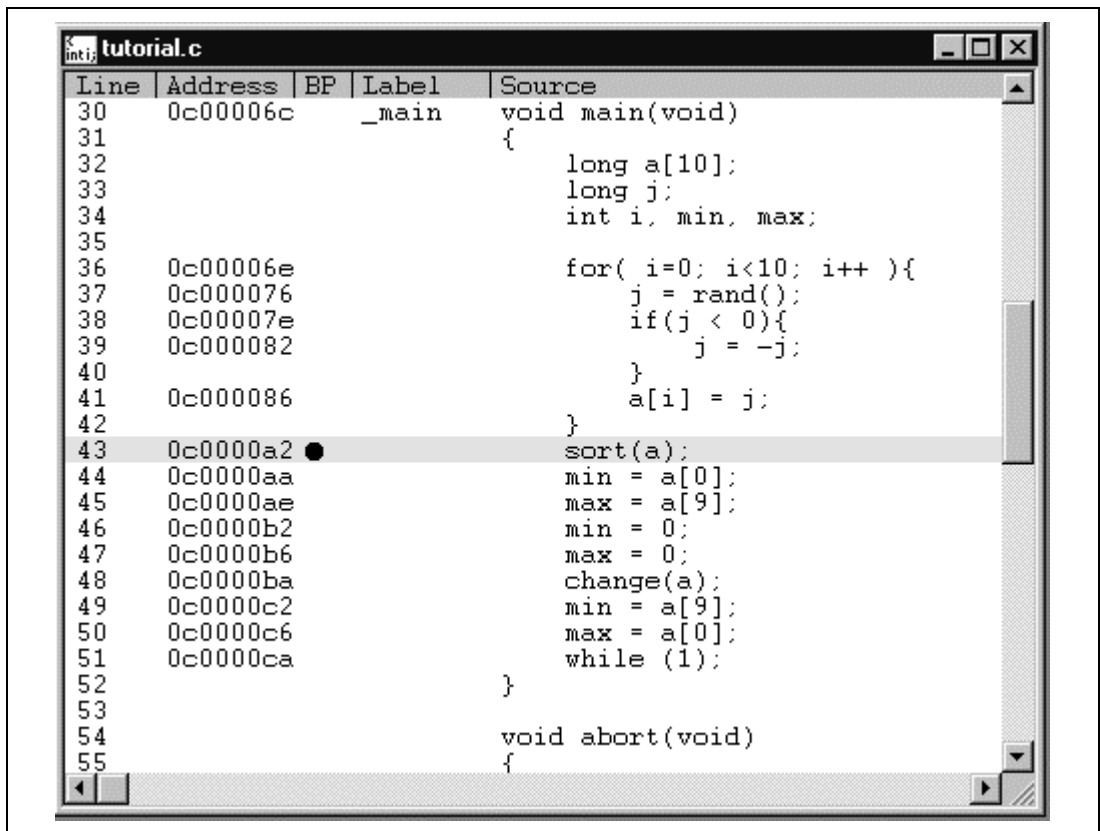 tutorial.c
Line Address BP Label Source
30 0c00006c _main void main(void)
31 {
32 long a[10];
33 long j;
34 int i, min, max;
35
36 0c00006e for( i=0; i<10; i++ ){
37 0c000076 j = rand();
38 0c00007e if(j < 0){
39 0c000082 j = -j;
40 }
41 0c000086 a[i] = j;
42 }
43 0c0000a2 sort(a);
44 0c0000aa min = a[0];
45 0c0000ae max = a[9];
46 0c0000b2 min = 0;
47 0c0000b6 max = 0;
48 0c0000ba change(a);
49 0c0000c2 min = a[9];
50 0c0000c6 max = a[0];
51 0c0000ca while (1);
52 }
53
54 void abort(void)
55 {